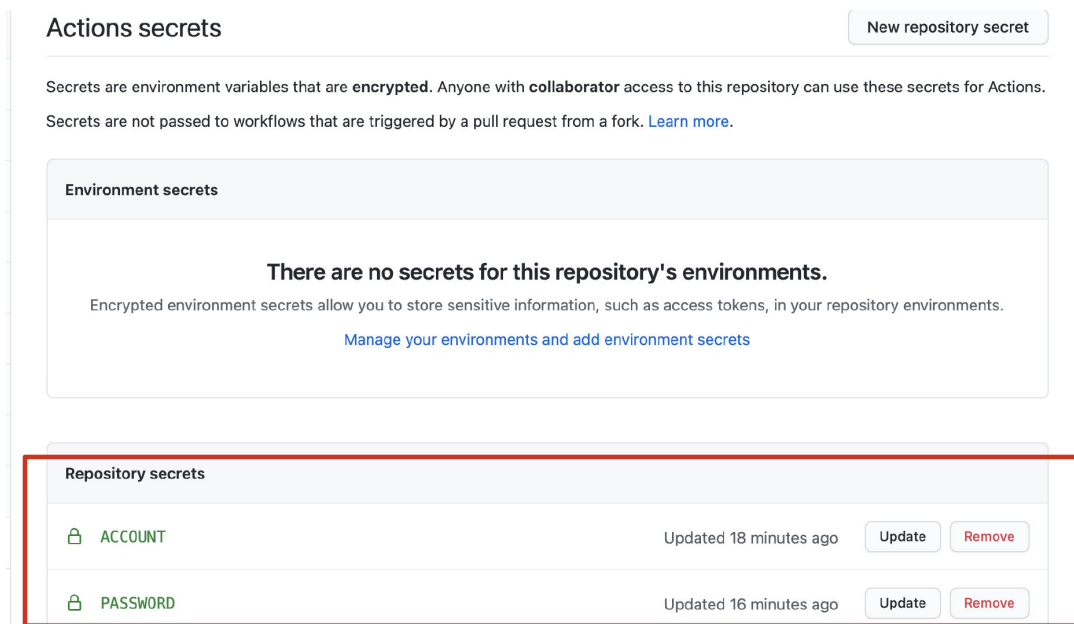 Actions secrets
New repository secret
Secrets are environment variables that are encrypted. Anyone with collaborator access to this repository can use these secrets for Actions.
Secrets are not passed to workflows that are triggered by a pull request from a fork. Learn more.
Environment secrets
There are no secrets for this repository's environments.
Encrypted environment secrets allow you to store sensitive information, such as access tokens, in your repository environments.
Manage your environments and add environment secrets
Repository secrets
ACCOUNT Updated 18 minutes ago Update Remove
PASSWORD Updated 16 minutes ago Update Remove